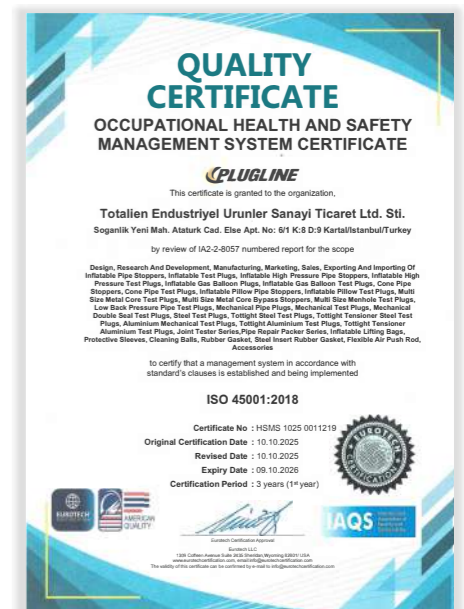 QUALITY
CERTIFICATE
OCCUPATIONAL HEALTH AND SAFETY
MANAGEMENT SYSTEM CERTIFICATE
PLUGLINE
This certificate is granted to the organization,
Totalien Endustriyel Urunler Sanayi Ticaret Ltd. Sti.
Soganlik Yeni Mah. Ataturk Cad. Else Apt. No: 6/1 K:8 D:9 Kartal/Istanbul/Turkey
by review of IA2-2-8057 numbered report for the scope
Design, Research And Development, Manufacturing, Marketing, Sales, Exporting And Importing Of
Inflatable Pipe Stoppers, Inflatable Test Plugs, Inflatable High Pressure Pipe Stoppers, Inflatable High
Pressure Test Plugs, Inflatable Gas Balloon Plugs, Inflatable Gas Balloon Test Plugs, Cone Pipe
Stoppers, Cone Pipe Test Plugs, Inflatable Pillow Pipe Stoppers, Inflatable Pillow Test Plugs, Multi
Size Metal Core Test Plugs, Multi Size Metal Core Bypass Stoppers, Multi Size Menhole Test Plugs,
Low Back Pressure Pipe Test Plugs, Mechanical Pipe Plugs, Mechanical Test Plugs, Mechanical
Double Seal Test Plugs, Steel Test Plugs, Tottight Steel Test Plugs, Tottight Tensioner Steel Test
Plugs, Aluminium Mechanical Test Plugs, Tottight Aluminium Test Plugs, Tottight Tensioner
Aluminium Test Plugs, Joint Tester Series,Pipe Repair Packer Series, Inflatable Lifting Bags,
Protective Sleeves, Cleaning Balls, Rubber Gasket, Steel Insert Rubber Gasket, Flexible Air Push Rod,
Accessories
to certify that a management system in accordance with
standard's clauses is established and being implemented
ISO 45001:2018
Certificate No : HSMS 1025 0011219
Original Certification Date : 10.10.2025
Revised Date : 10.10.2025
Expiry Date : 09.10.2026
Certification Period : 3 years (1st year)
EUROTECH
CERTIFICATION
EUROTECH
AMERICAN
QUALITY
IAQS
Eurotech Certification Approval
Eurotech LLC